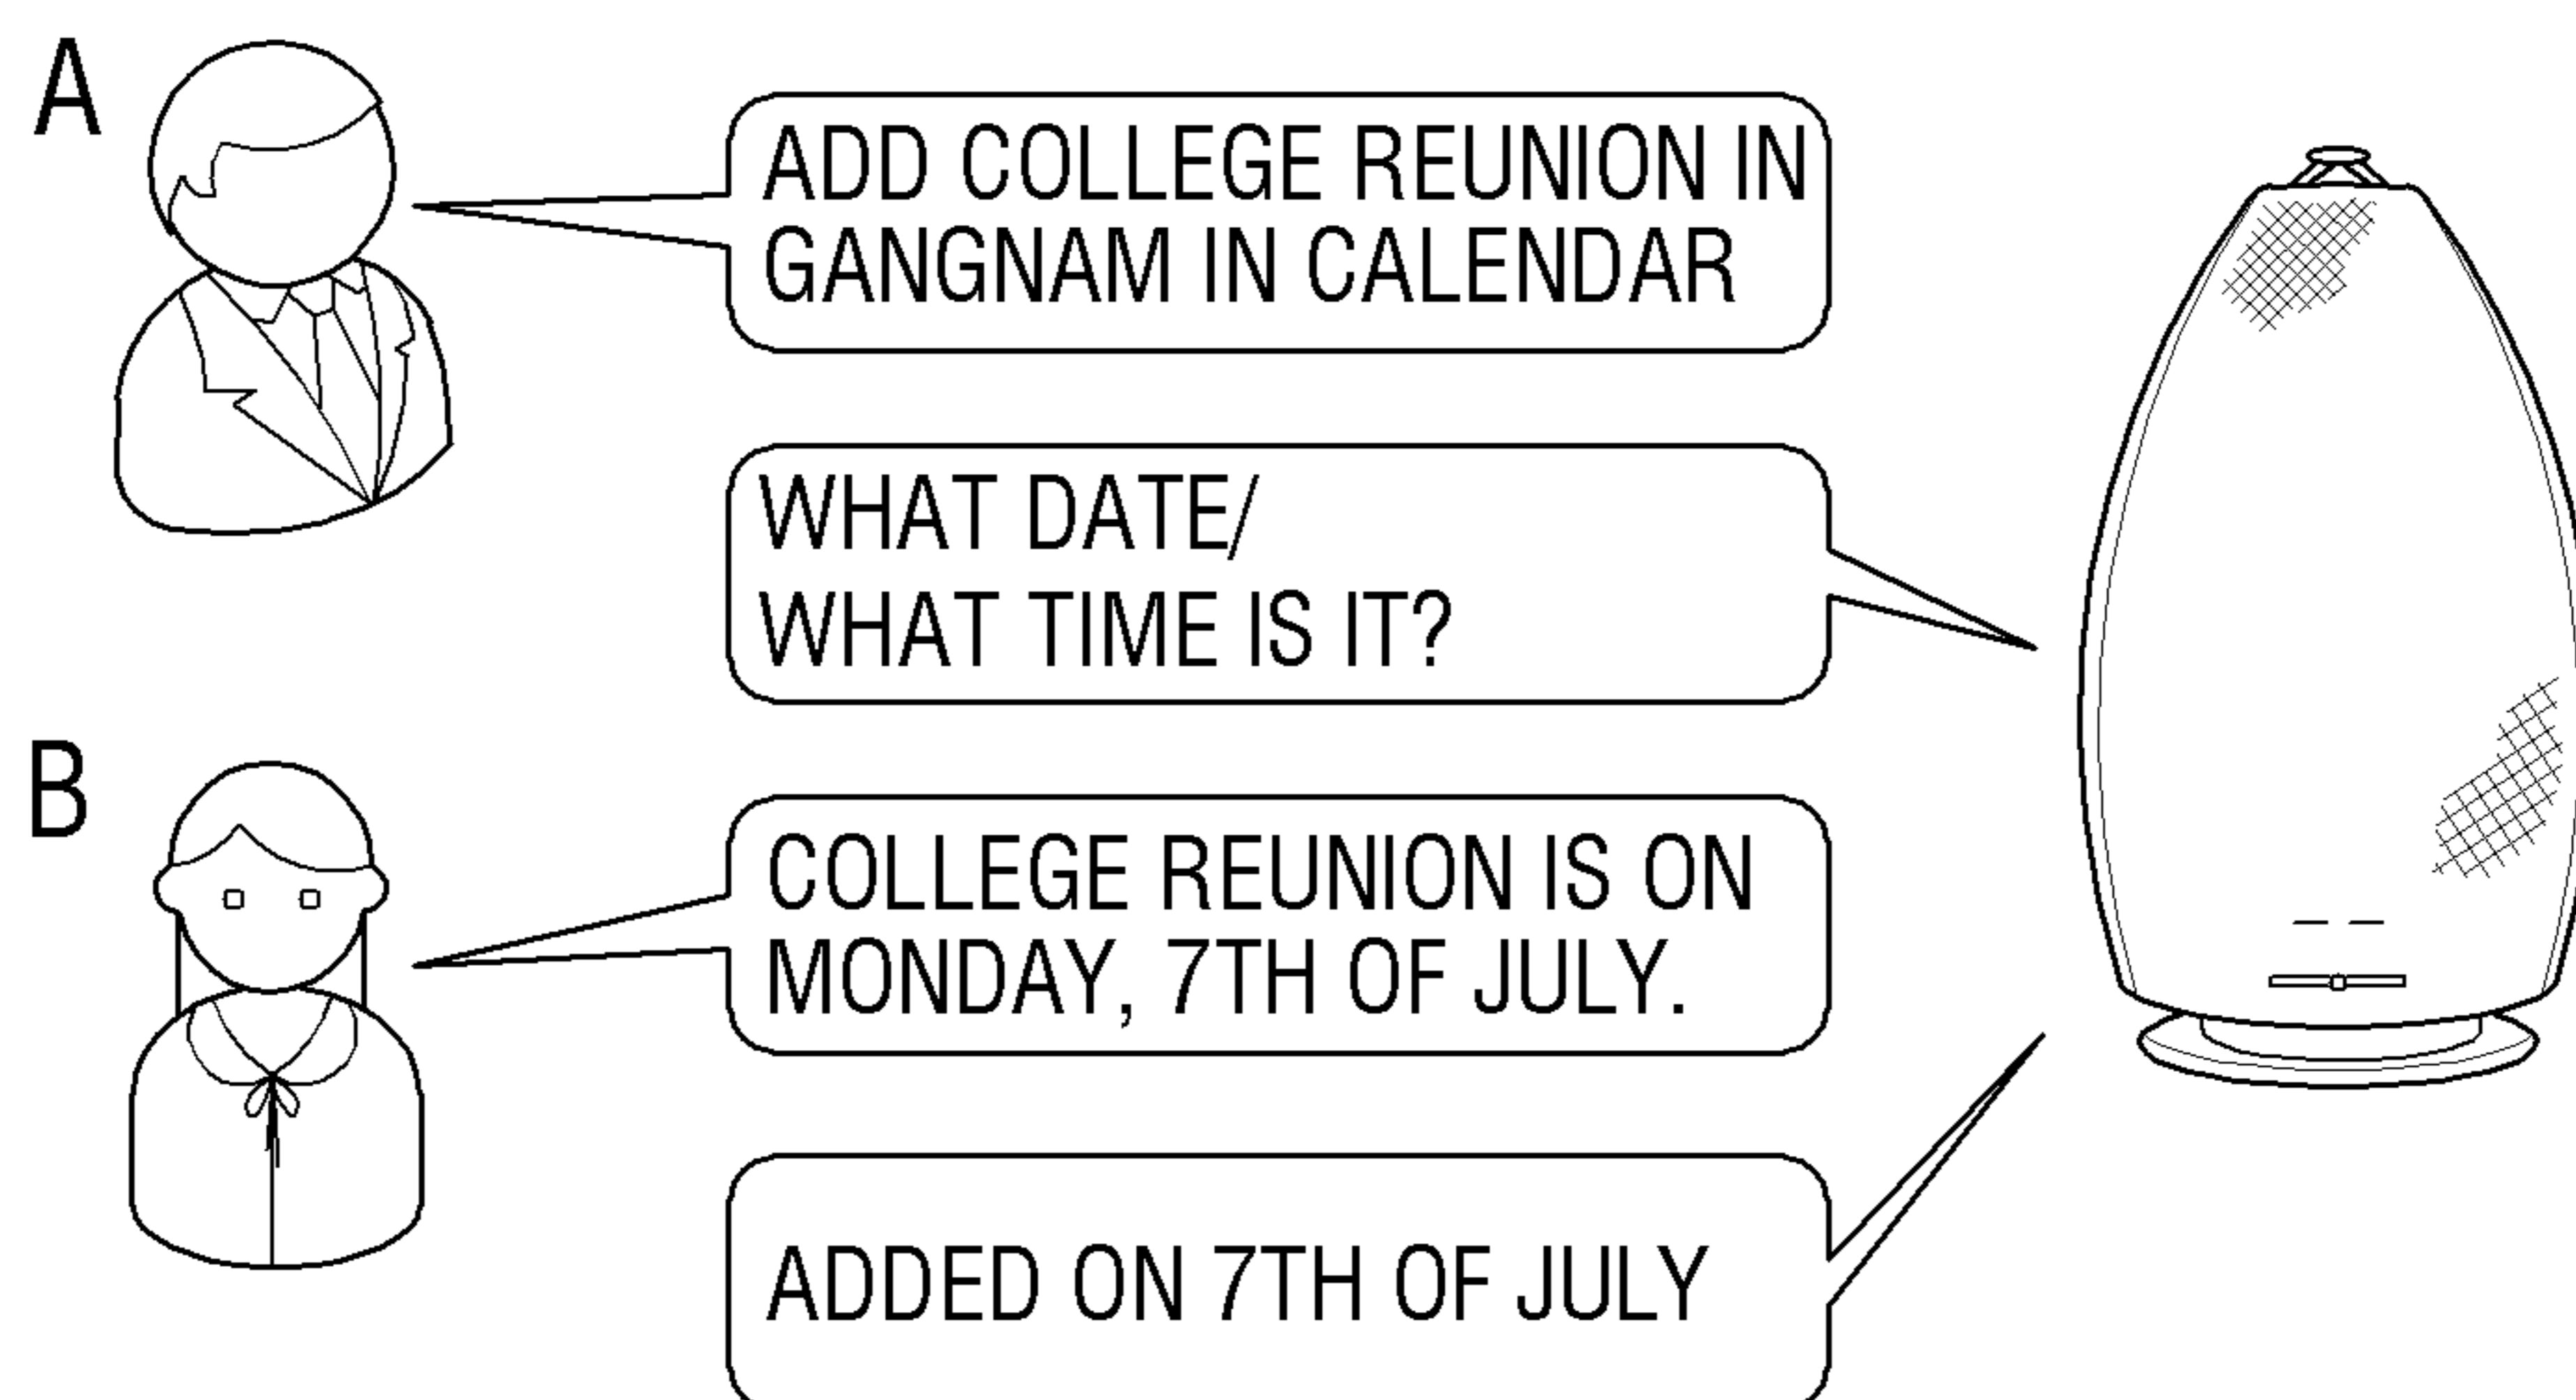 A
ADD COLLEGE REUNION IN
GANGNAM IN CALENDAR
WHAT DATE/
WHAT TIME IS IT?
B
COLLEGE REUNION IS ON
MONDAY, 7TH OF JULY.
ADDED ON 7TH OF JULY